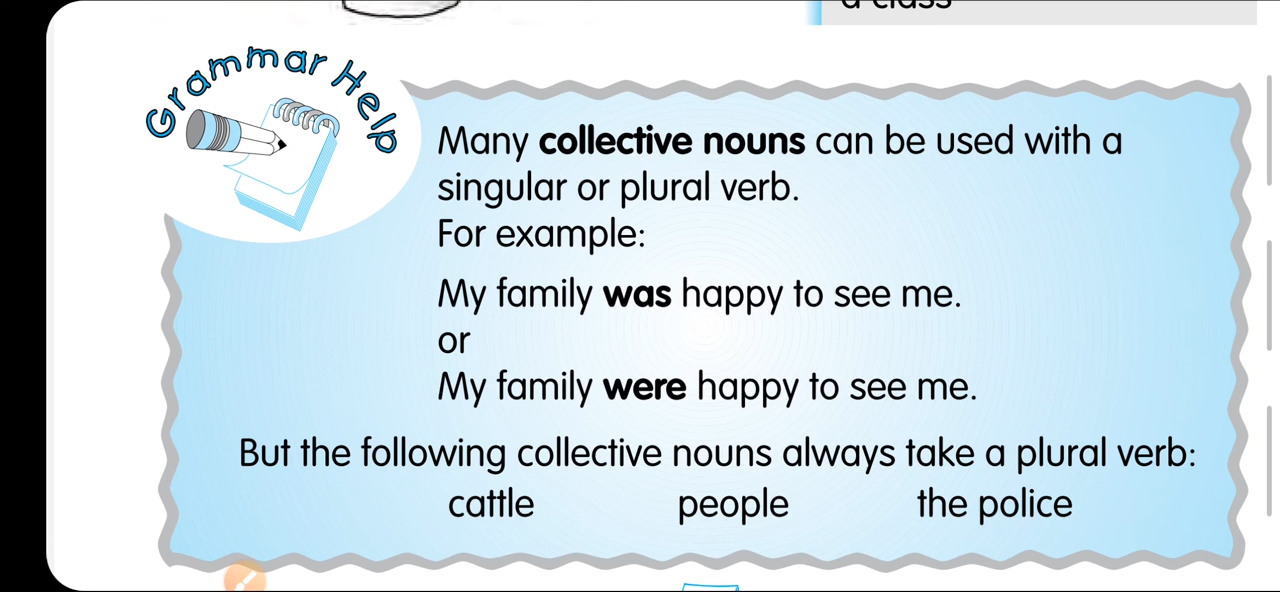 a class
Grammar Help
Many collective nouns can be used with a
singular or plural verb.
For example:
My family was happy to see me.
or
My family were happy to see me.
But the following collective nouns always take a plural verb:
cattle people the police